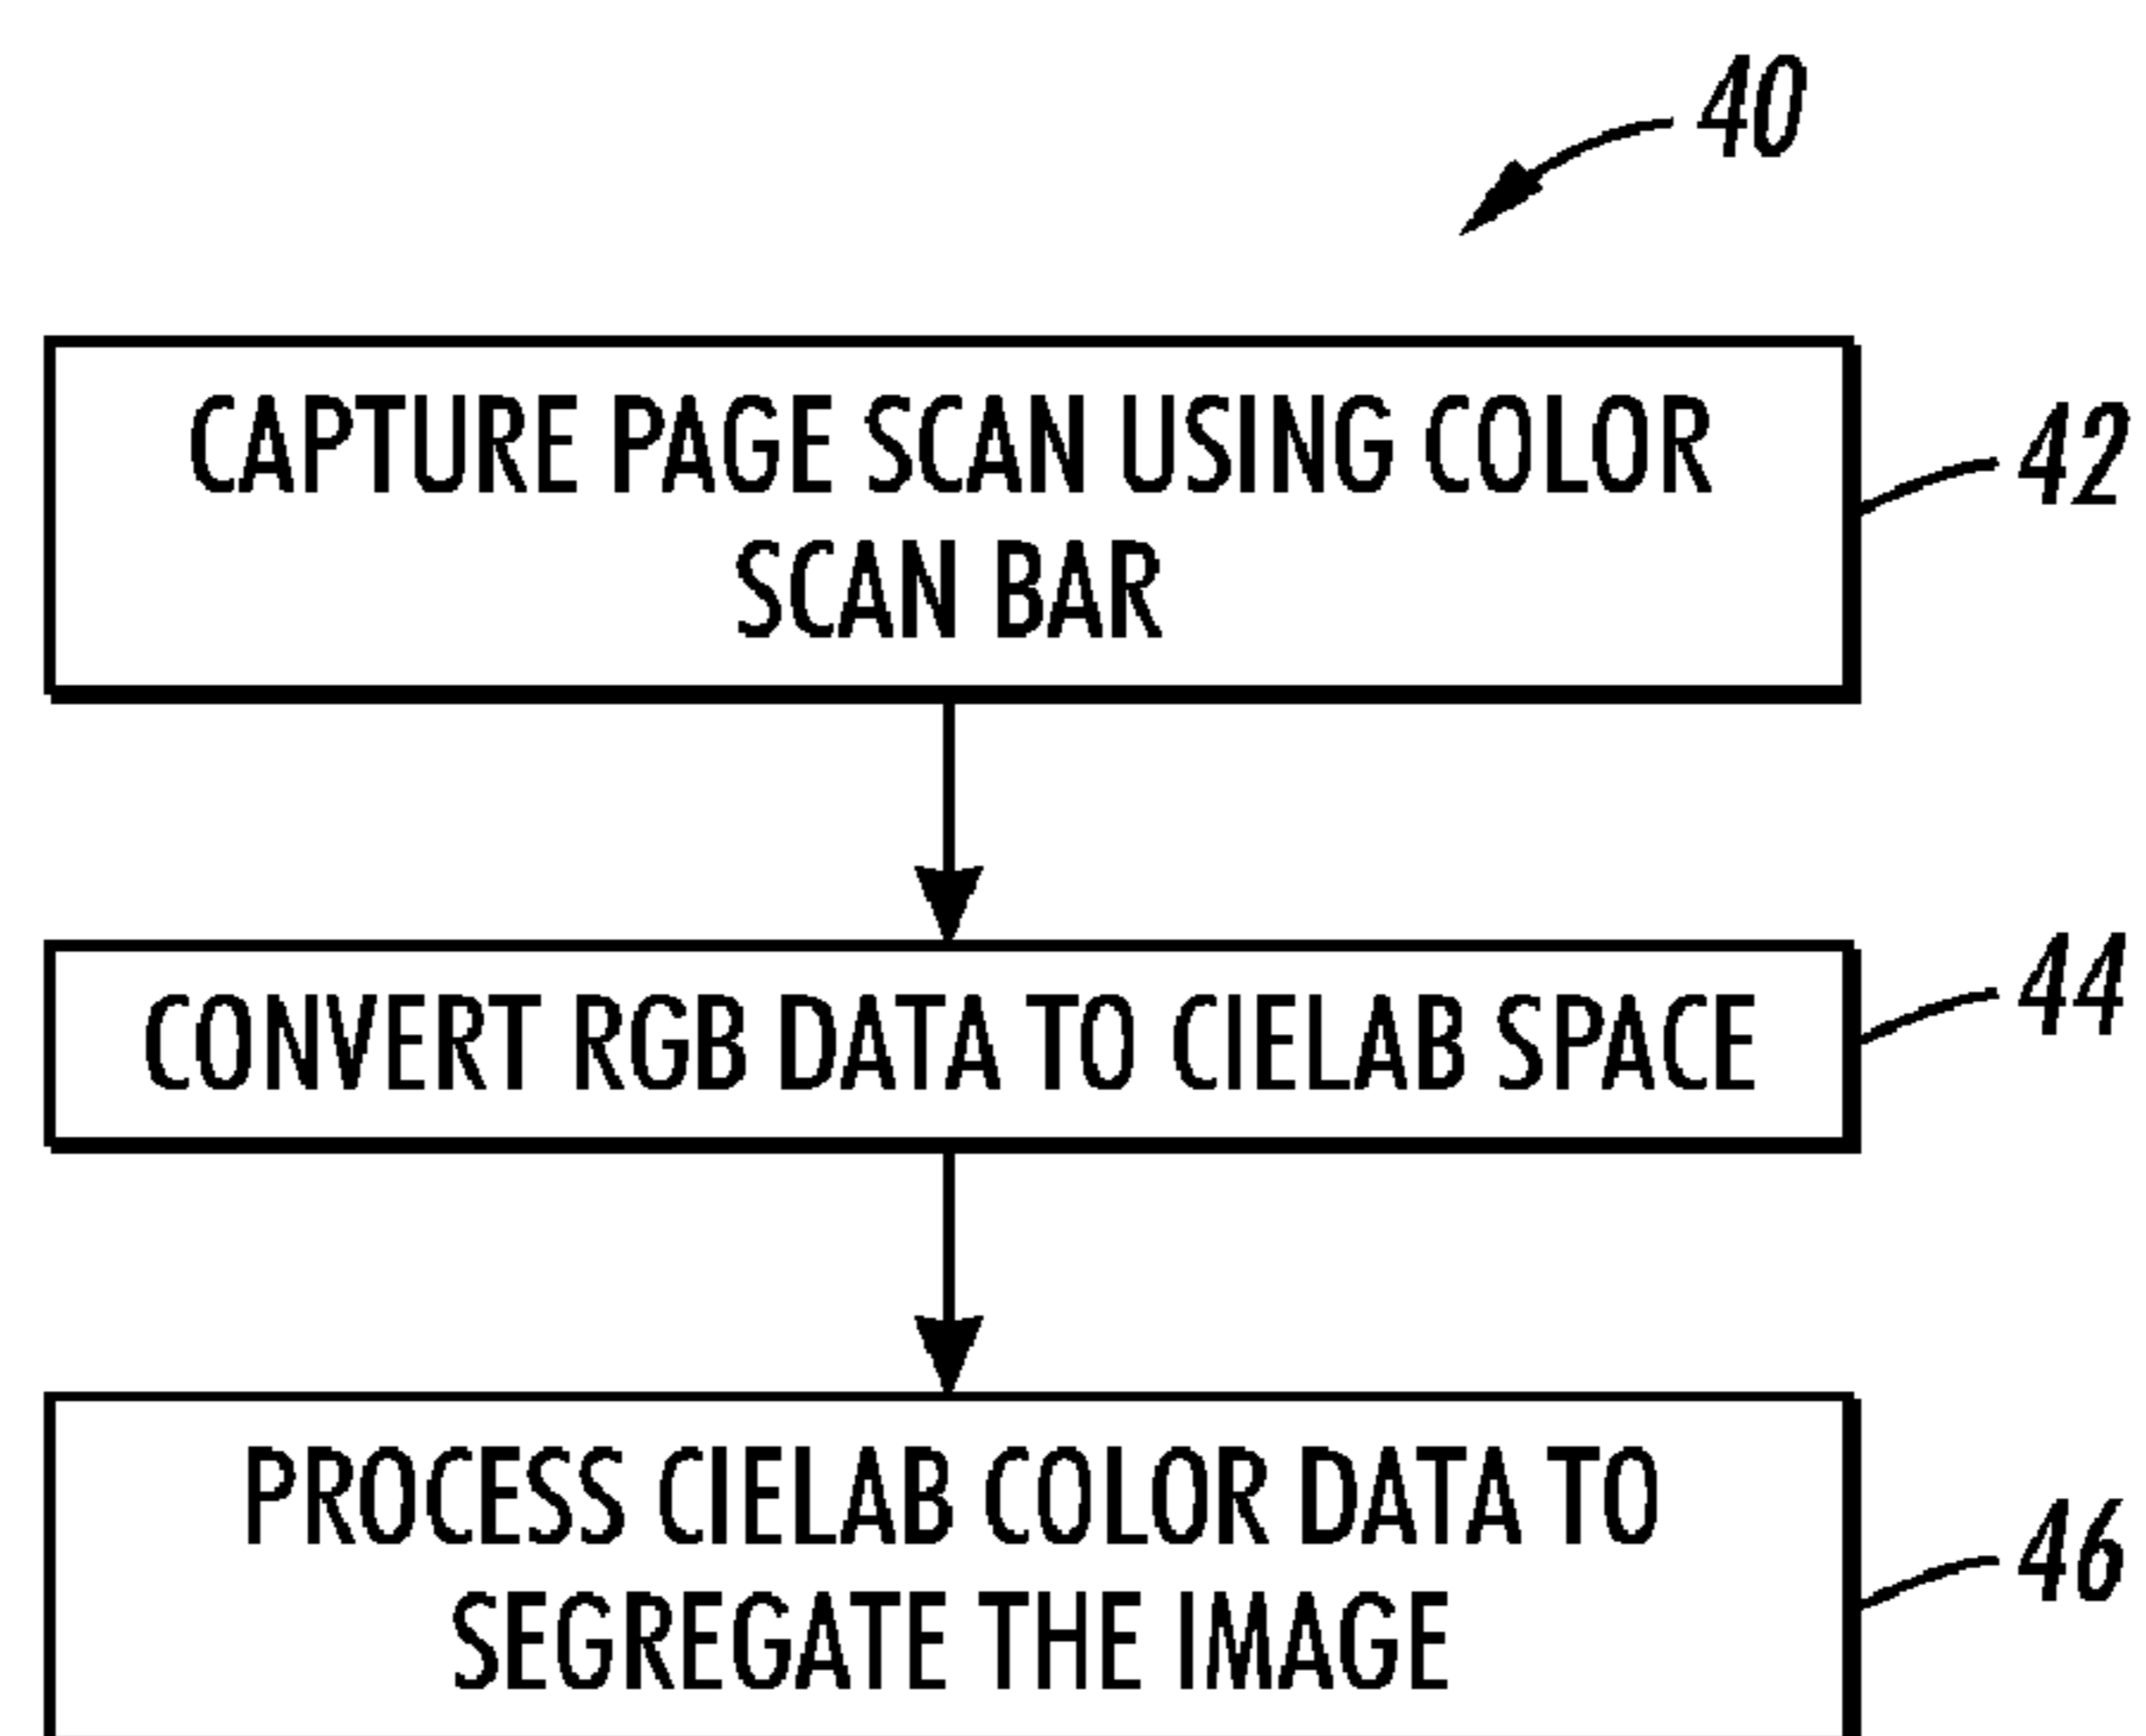 40
CAPTURE PAGE SCAN USING COLOR
SCAN BAR
42
CONVERT RGB DATA TO CIELAB SPACE
44
PROCESS CIELAB COLOR DATA TO
SEGREGATE THE IMAGE
46